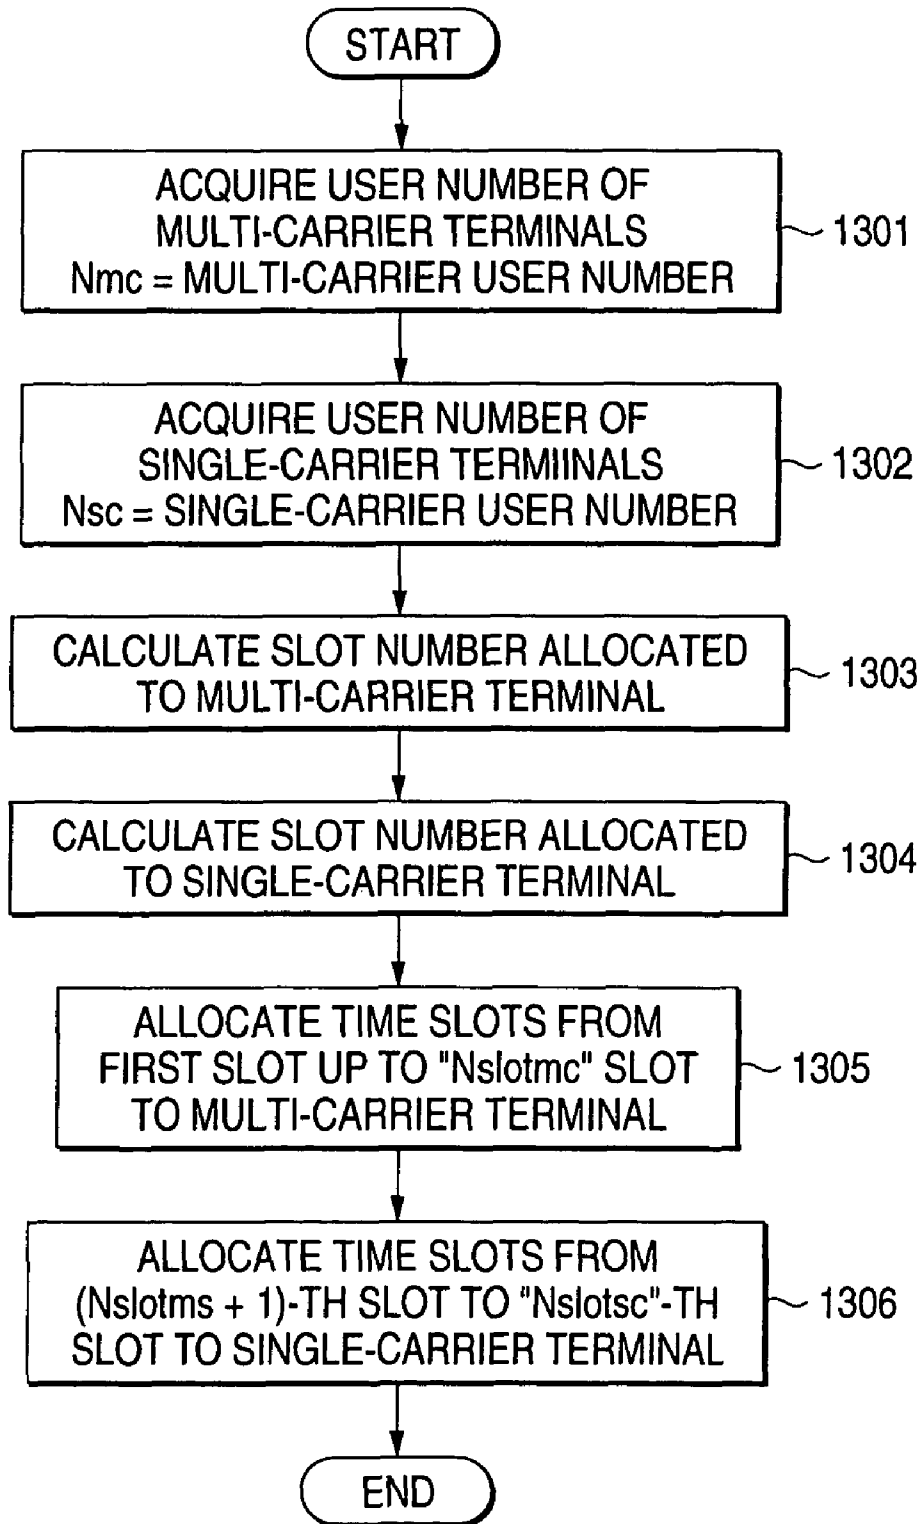 START
ACQUIRE USER NUMBER OF
MULTI-CARRIER TERMINALS
Nmc = MULTI-CARRIER USER NUMBER
1301
ACQUIRE USER NUMBER OF
SINGLE-CARRIER TERMIINALS
Nsc = SINGLE-CARRIER USER NUMBER
1302
CALCULATE SLOT NUMBER ALLOCATED
TO MULTI-CARRIER TERMINAL
1303
CALCULATE SLOT NUMBER ALLOCATED
TO SINGLE-CARRIER TERMINAL
1304
ALLOCATE TIME SLOTS FROM
FIRST SLOT UP TO "Nslotmc" SLOT
TO MULTI-CARRIER TERMINAL
1305
ALLOCATE TIME SLOTS FROM
(Nslotms + 1)-TH SLOT TO "Nslotsc"-TH
SLOT TO SINGLE-CARRIER TERMINAL
1306
END